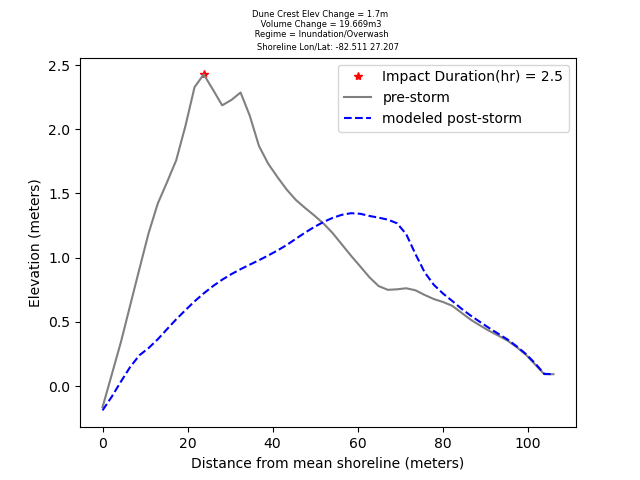 Dune Crest Elev Change = 1.7m
Volume Change = 19.669m3
Regime = Inundation/Overwash
Shoreline Lon/Lat: -82.511 27.207
Impact Duration(hr) = 2.5
pre-storm
modeled post-storm
2.5
2.0
1.5
1.0
0.5
0.0
Elevation (meters)
0 20 40 60 80 100
Distance from mean shoreline (meters)